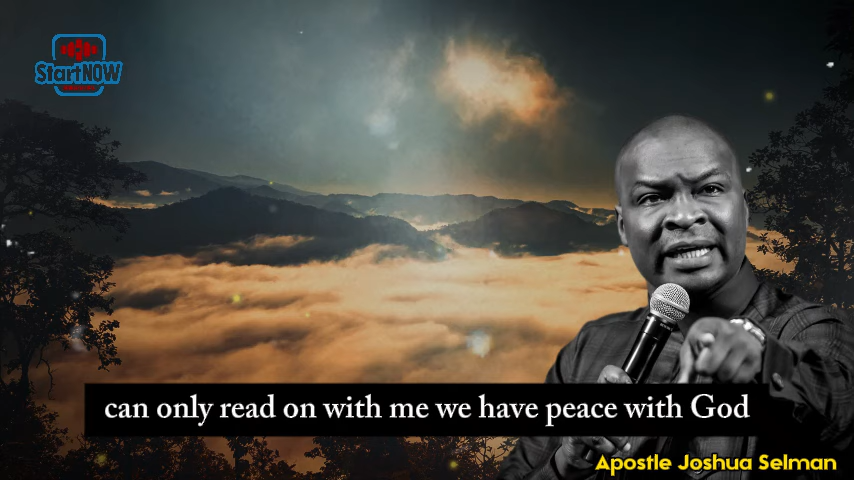 StartNOW
can only read on with me we have peace with God
Apostle Joshua Selman